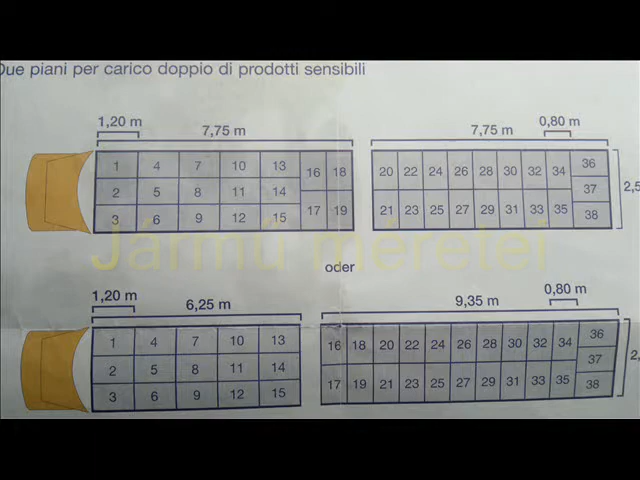 Due piani per carico doppio di prodotti sensibili
1,20 m 7,75 m 7,75 m 0,80 m
1 4 7 10 13 16 18 20 22 24 26 28 30 32 34 36
2 5 8 11 14 37
3 6 9 12 15 17 19 21 23 25 27 29 31 33 35 38
2,5
Jármű méretei
oder
1,20 m 6,25 m 9,35 m 0,80 m
1 4 7 10 13 16 18 20 22 24 26 28 30 32 34 36
2 5 8 11 14 37
3 6 9 12 15 17 19 21 23 25 27 29 31 33 35 38
2,